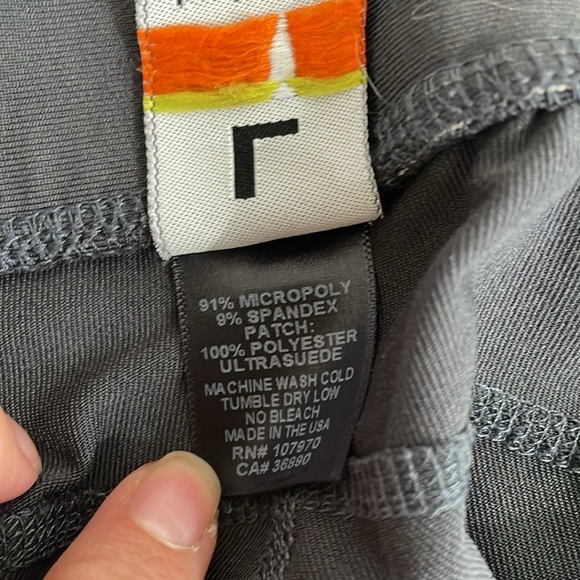 L
91% MICROPOLY
9% SPANDEX
PATCH:
100% POLYESTER
ULTRASUEDE
MACHINE WASH COLD
TUMBLE DRY LOW
NO BLEACH
MADE IN THE USA
RN# 107970
CA# 36890